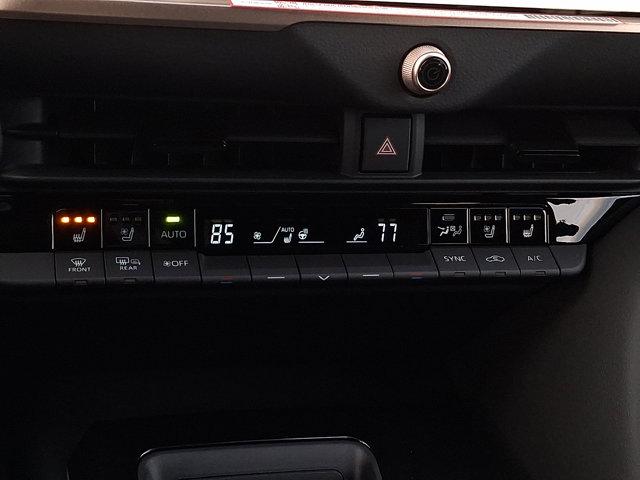 AUTO
85
AUTO
77
FRONT
REAR
OFF
SYNC
A/C